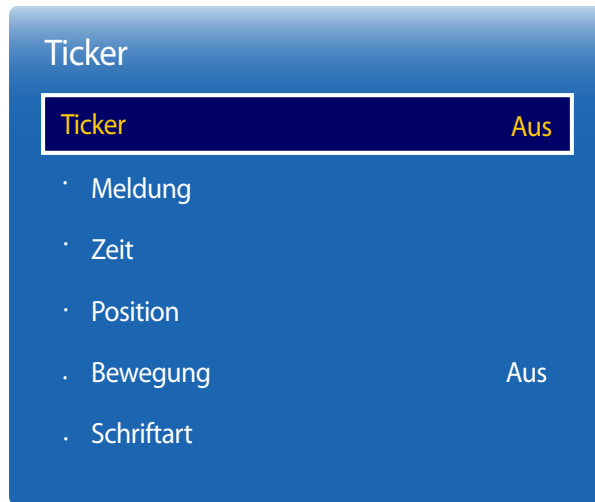 Ticker
Ticker Aus
· Meldung
· Zeit
· Position
· Bewegung Aus
· Schriftart